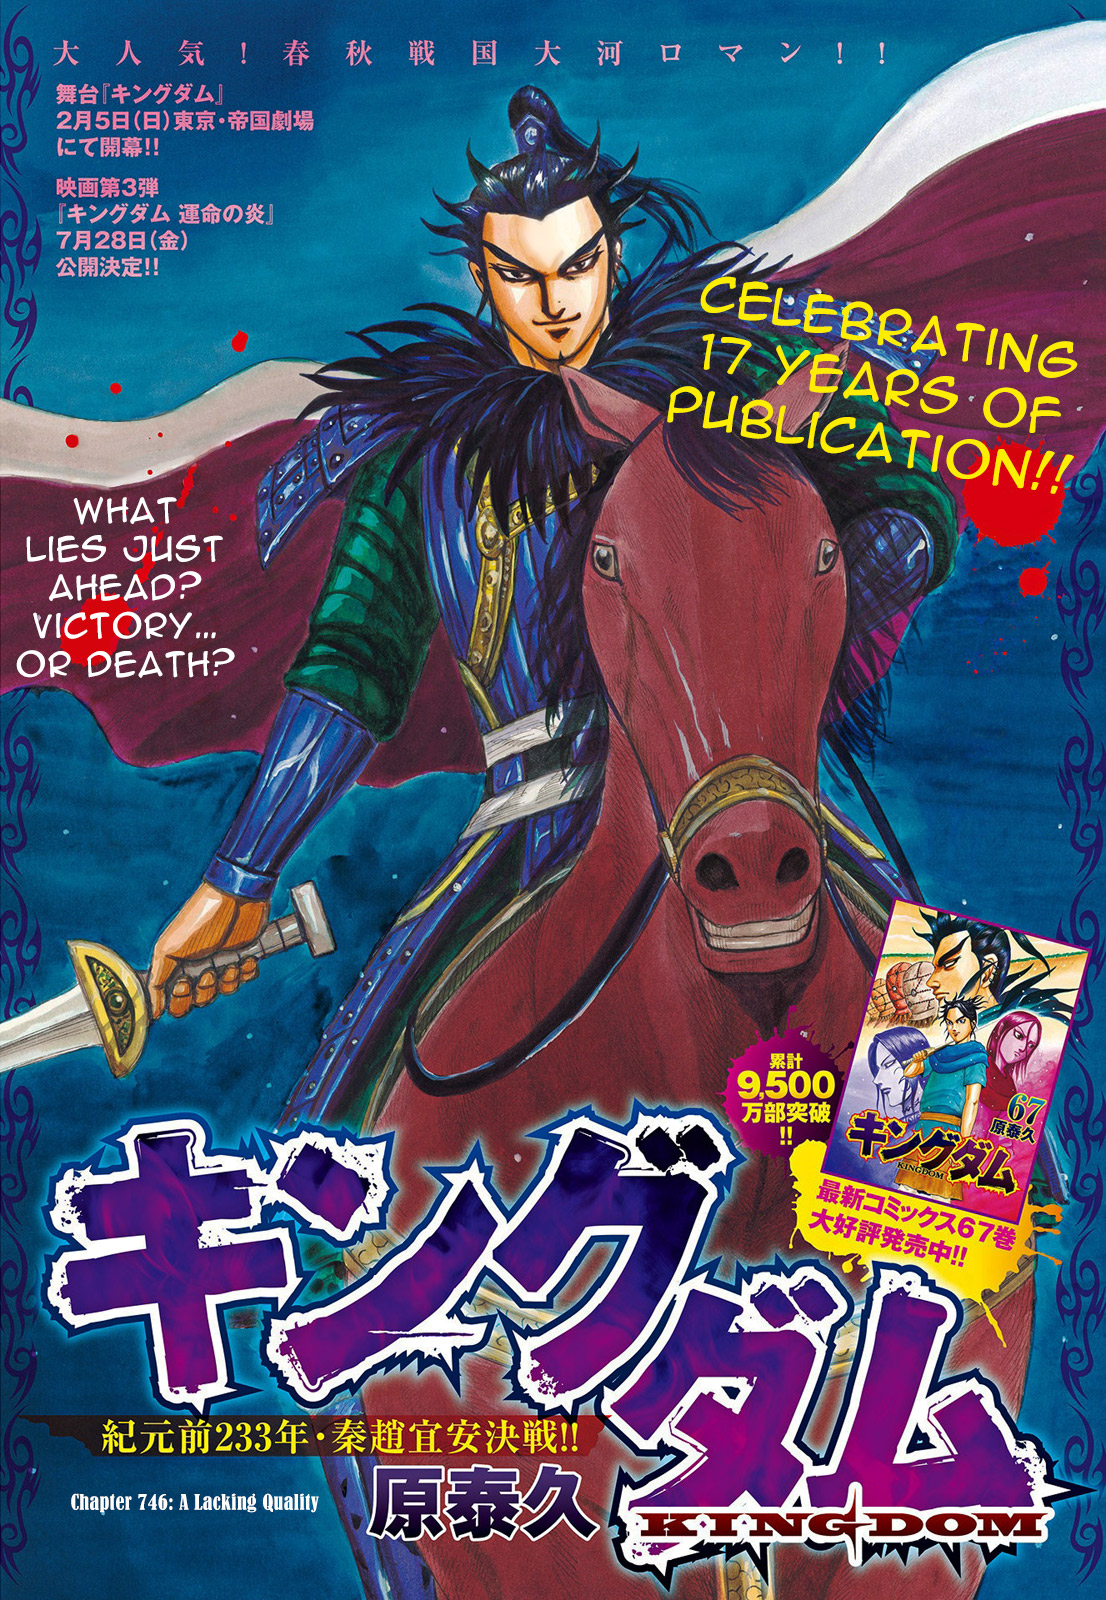 大人気!春秋戦国大河ロマン!!
舞台『キングダム』
2月5日(日)東京・帝国劇場
にて開幕!!
映画第3弾
『キングダム 運命の炎』
7月28日(金)
公開決定!!
CELEBRATING
17 YEARS OF
PUBLICATION!!
WHAT
LIES JUST
AHEAD?
VICTORY...
OR DEATH?
累計
9,500
万部突破
!!
67
原泰久
キングダム
KINGDOM
最新コミックス67巻
大好評発売中!!
キングダム
紀元前233年・秦趙宜安決戦!!
Chapter 746: A Lacking Quality
原泰久
KINGDOM